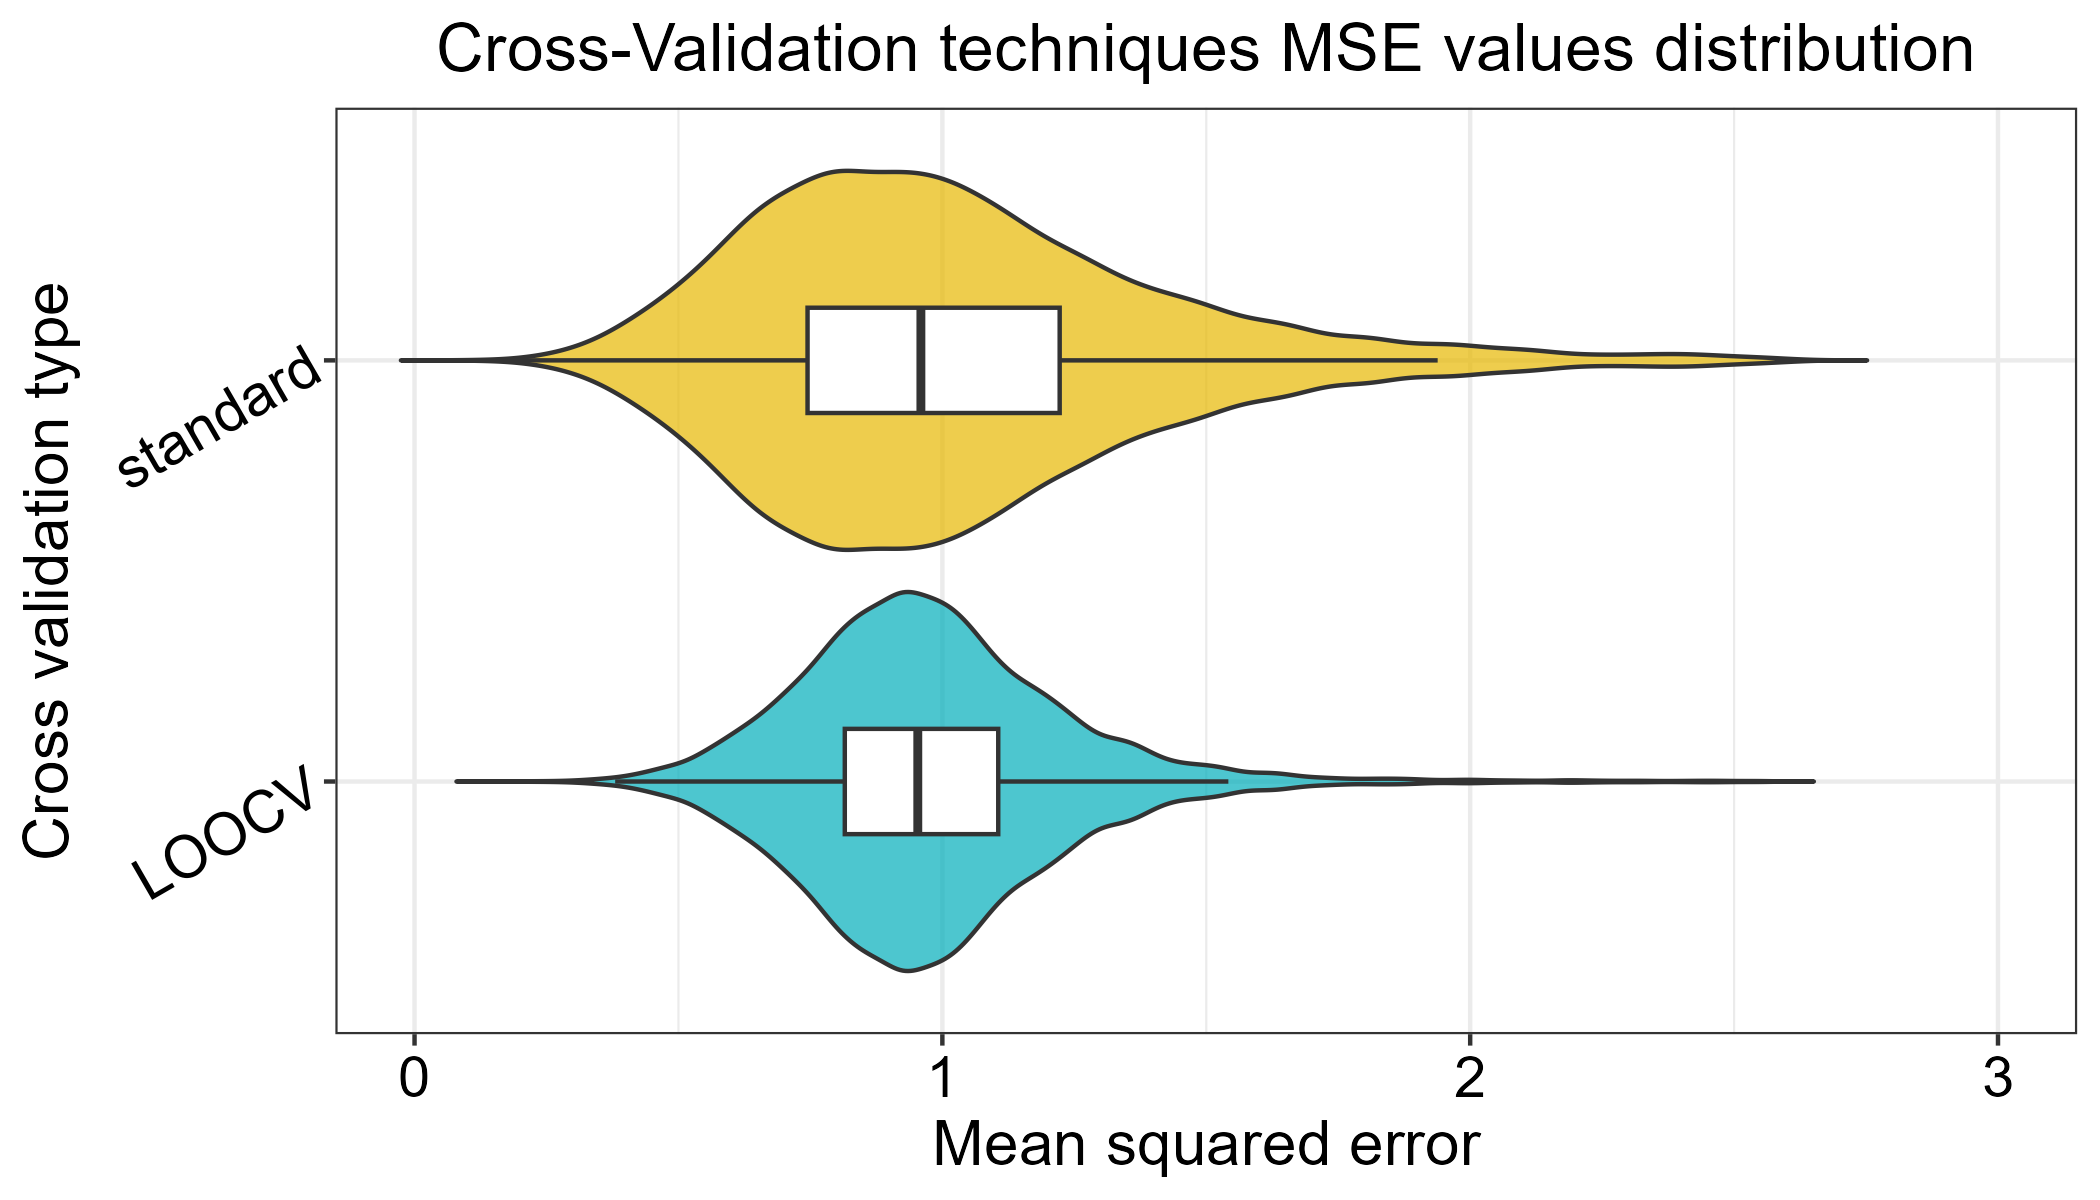 Cross-Validation techniques MSE values distribution
Cross validation type
standard
LOOCV
0 1 2 3
Mean squared error